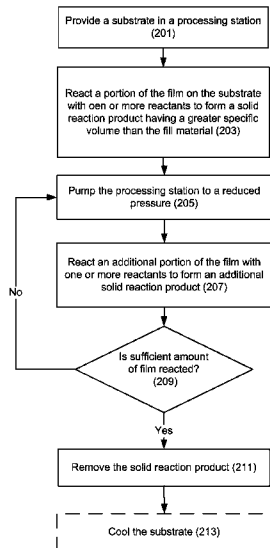 Provide a substrate in a processing station
(201)
React a portion of the film on the substrate
with oen or more reactants to form a solid
reaction product having a greater specific
volume than the fill material (203)
Pump the processing station to a reduced
pressure (205)
React an additional portion of the film with
one or more reactants to form an additional
solid reaction product (207)
No
Is sufficient amount
of film reacted?
(209)
Yes
Remove the solid reaction product (211)
Cool the substrate (213)